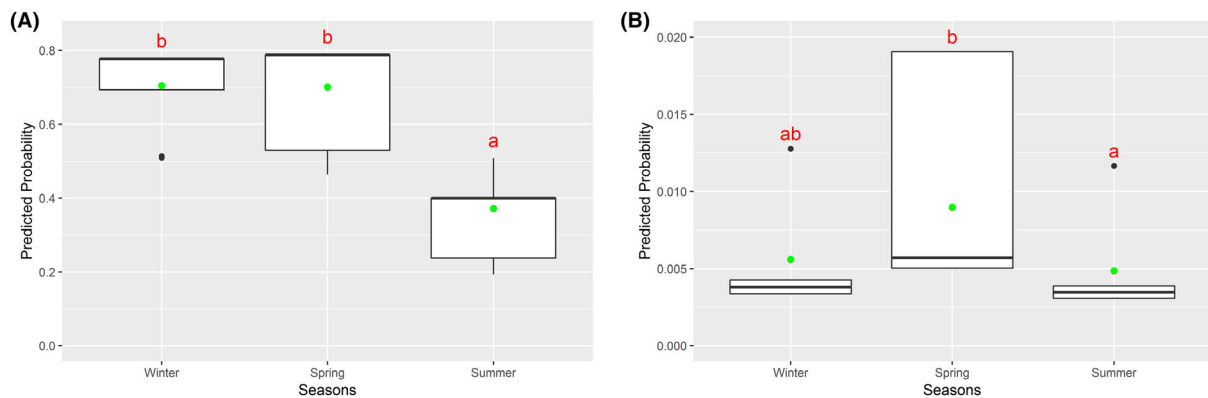 (A)
b
b
a
0.8
0.6
0.4
0.2
0.0
Predicted Probability
Winter
Spring
Summer
Seasons
(B)
ab
b
a
0.020
0.015
0.010
0.005
0.000
Predicted Probability
Winter
Spring
Summer
Seasons